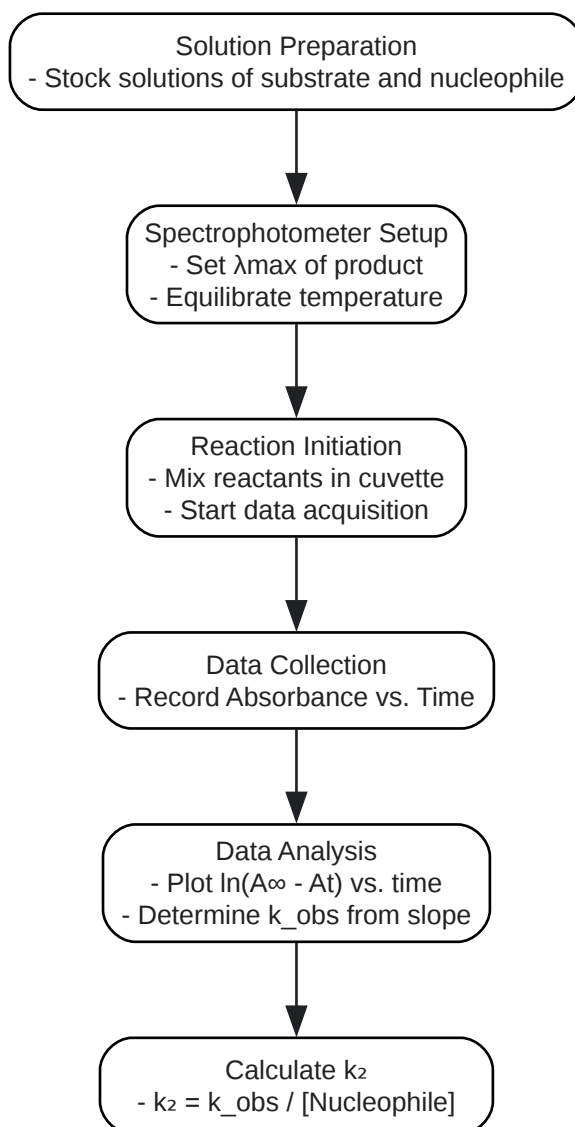 Solution Preparation
- Stock solutions of substrate and nucleophile
Spectrophotometer Setup
- Set λmax of product
- Equilibrate temperature
Reaction Initiation
- Mix reactants in cuvette
- Start data acquisition
Data Collection
- Record Absorbance vs. Time
Data Analysis
- Plot ln(A∞ - At) vs. time
- Determine k_obs from slope
Calculate k₂
- k₂ = k_obs / [Nucleophile]